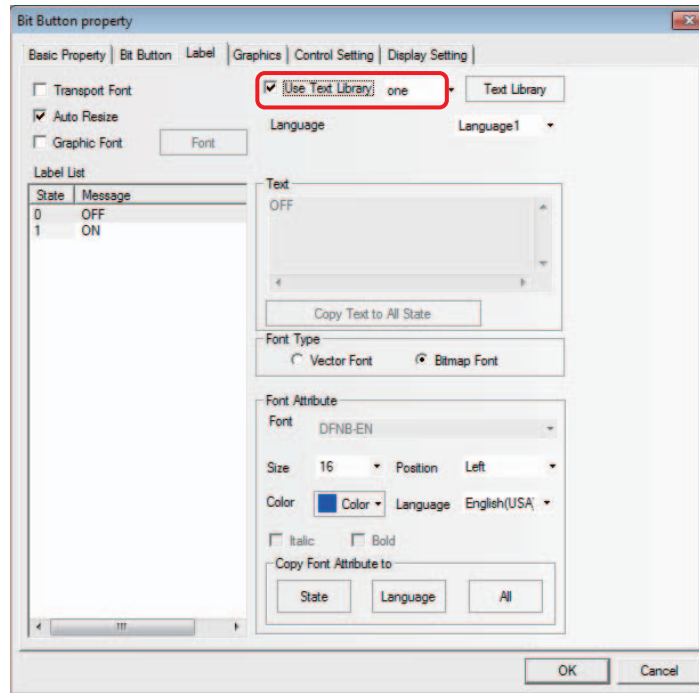 Bit Button property
Basic Property Bit Button Label Graphics Control Setting Display Setting
Transport Font
Use Text Library one Text Library
Auto Resize
Language Language1
Graphic Font Font
Label List
State Message
0 OFF
1 ON
Text
OFF
Copy Text to All State
Font Type
Vector Font Bitmap Font
Font Attribute
Font DFNB-EN
Size 16 Position Left
Color Color Language English(USA
Italic Bold
Copy Font Attribute to
State Language All
OK Cancel